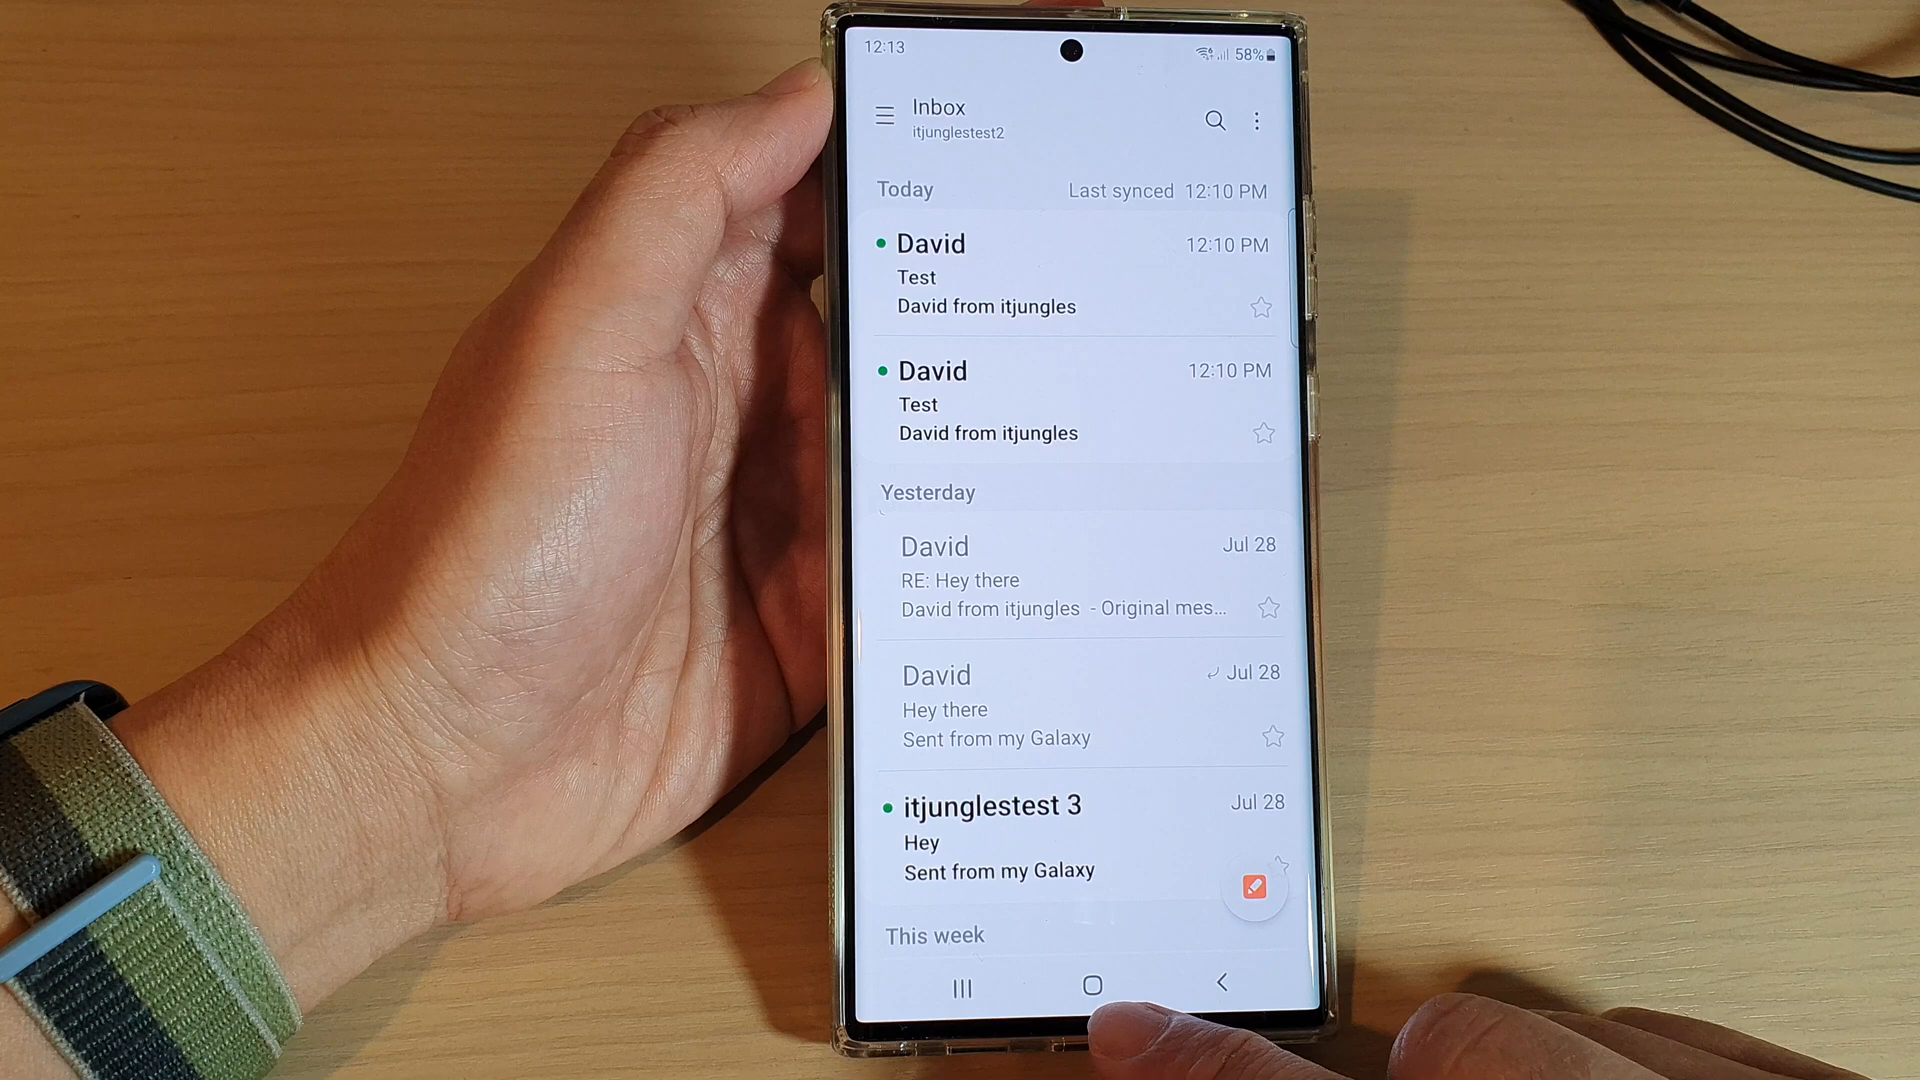 12:13
58%
Inbox
itjunglestest2
Today
Last synced 12:10 PM
David
12:10 PM
Test
David from itjungles
David
12:10 PM
Test
David from itjungles
Yesterday
David
Jul 28
RE: Hey there
David from itjungles - Original mes...
David
Jul 28
Hey there
Sent from my Galaxy
itjunglestest 3
Jul 28
Hey
Sent from my Galaxy
This week